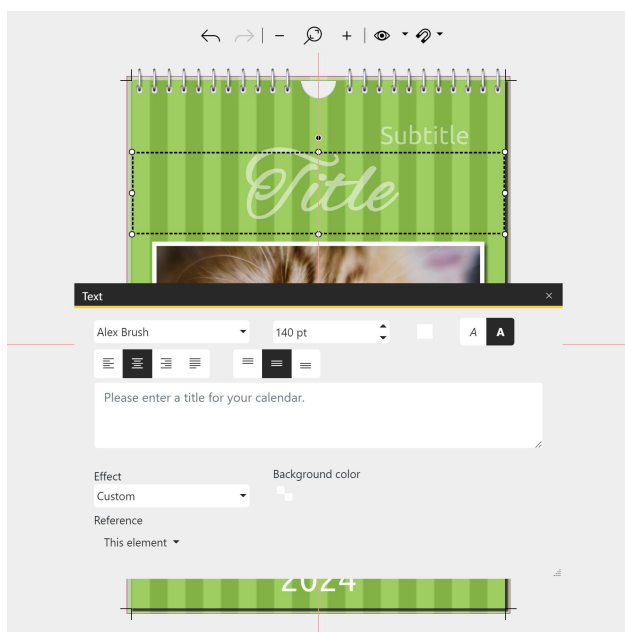 Subtitle
Title
Text
Alex Brush
140 pt
A
A
Please enter a title for your calendar.
Effect
Background color
Custom
Reference
This element
2024